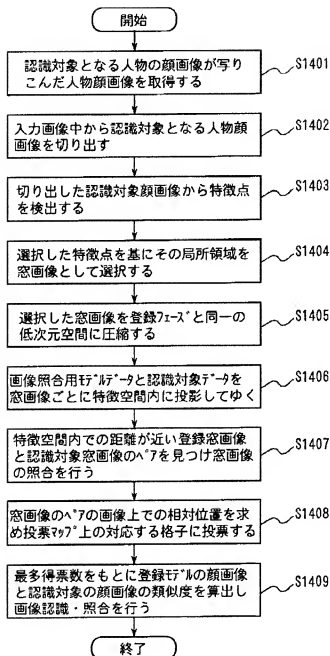 開始
認識対象となる人物の顔画像が写り
こんだ人物顔画像を取得する
S1401
入力画像中から認識対象となる人物顔
画像を切り出す
S1402
切り出した認識対象顔画像から特徴点
を検出する
S1403
選択した特徴点を基にその局所領域を
窓画像として選択する
S1404
選択した窓画像を登録フェーズと同一の
低次元空間に圧縮する
S1405
画像照合用モデルデータと認識対象データを
窓画像ごとに特徴空間内に投影してゆく
S1406
特徴空間内での距離が近い登録窓画像
と認識対象窓画像のペアを見つけ窓画像
の照合を行う
S1407
窓画像のペアの画像上での相対位置を求
め投票マップ上の対応する格子に投票する
S1408
最多得票数をもとに登録モデルの顔画像
と認識対象の顔画像の類似度を算出し
画像認識・照合を行う
S1409
終了